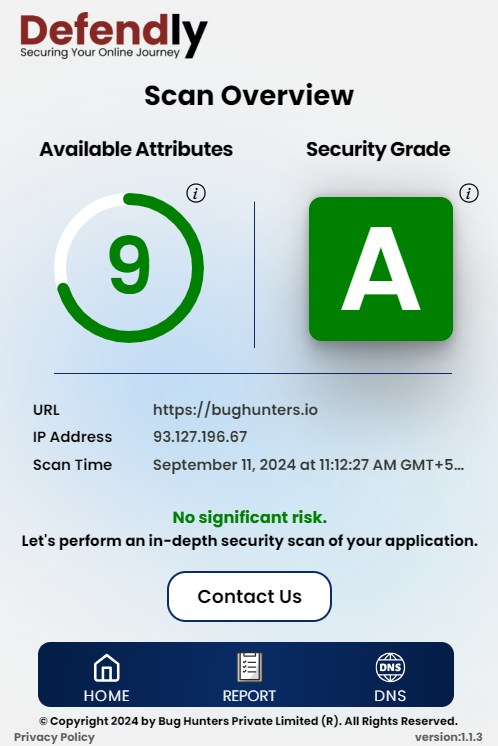 Defendly
Securing Your Online Journey
Scan Overview
Available Attributes
Security Grade
i
i
9
A
URL https://bughunters.io
IP Address 93.127.196.67
Scan Time September 11, 2024 at 11:12:27 AM GMT+5...
No significant risk.
Let's perform an in-depth security scan of your application.
Contact Us
DNS
HOME REPORT DNS
© Copyright 2024 by Bug Hunters Private Limited (R). All Rights Reserved.
Privacy Policy version:1.1.3